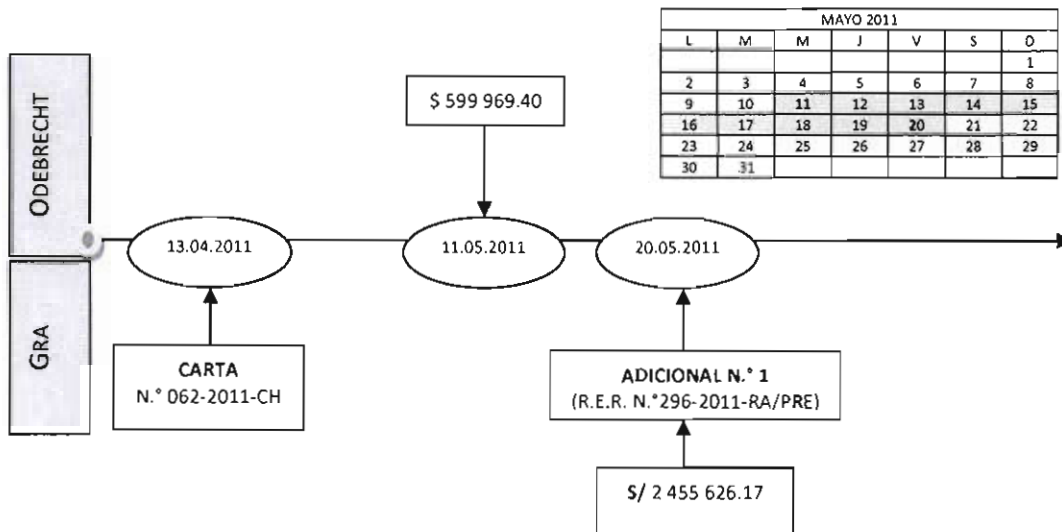 MAYO 2011
L M M J V S D
1
2 3 4 5 6 7 8
9 10 11 12 13 14 15
16 17 18 19 20 21 22
23 24 25 26 27 28 29
30 31
ODEBRECHT
$ 599 969.40
13.04.2011
11.05.2011
20.05.2011
GRA
CARTA
N.° 062-2011-CH
ADICIONAL N.° 1
(R.E.R. N.°296-2011-RA/PRE)
S/ 2 455 626.17